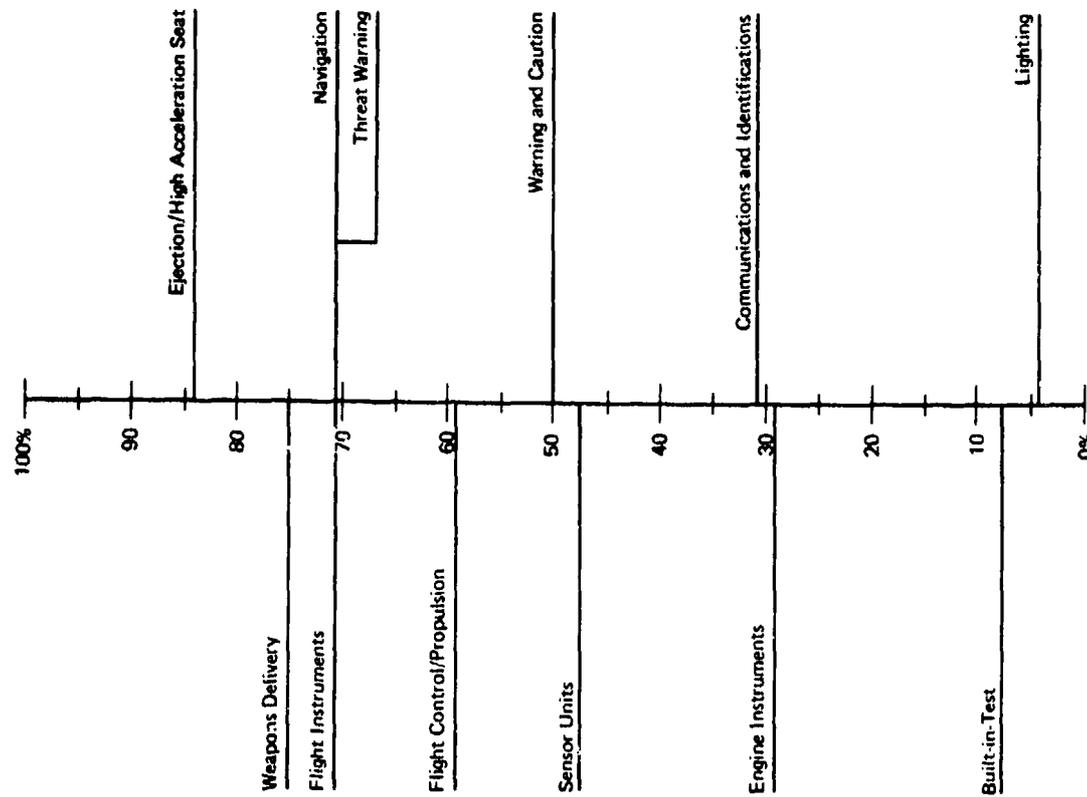 Ejection/High Acceleration Seat
Navigation
Threat Warning
Warning and Caution
Communications and Identifications
Lighting
100%
90
80
70
60
50
40
30
20
10
0%
Weapons Delivery
Flight Instruments
Flight Control/Propulsion
Sensor Units
Engine Instruments
Built-in-Test